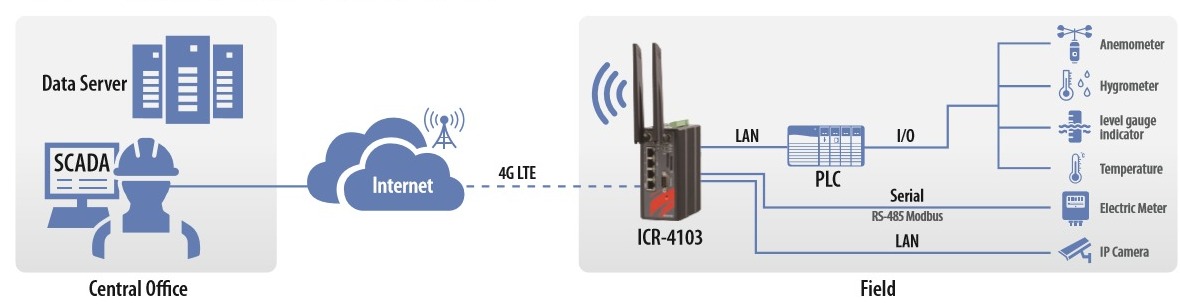 Data Server
SCADA
Central Office
Internet
4G LTE
ICR-4103
LAN
PLC
I/O
Serial
RS-485 Modbus
LAN
Anemometer
Hygrometer
level gauge
indicator
Temperature
Electric Meter
IP Camera
Field